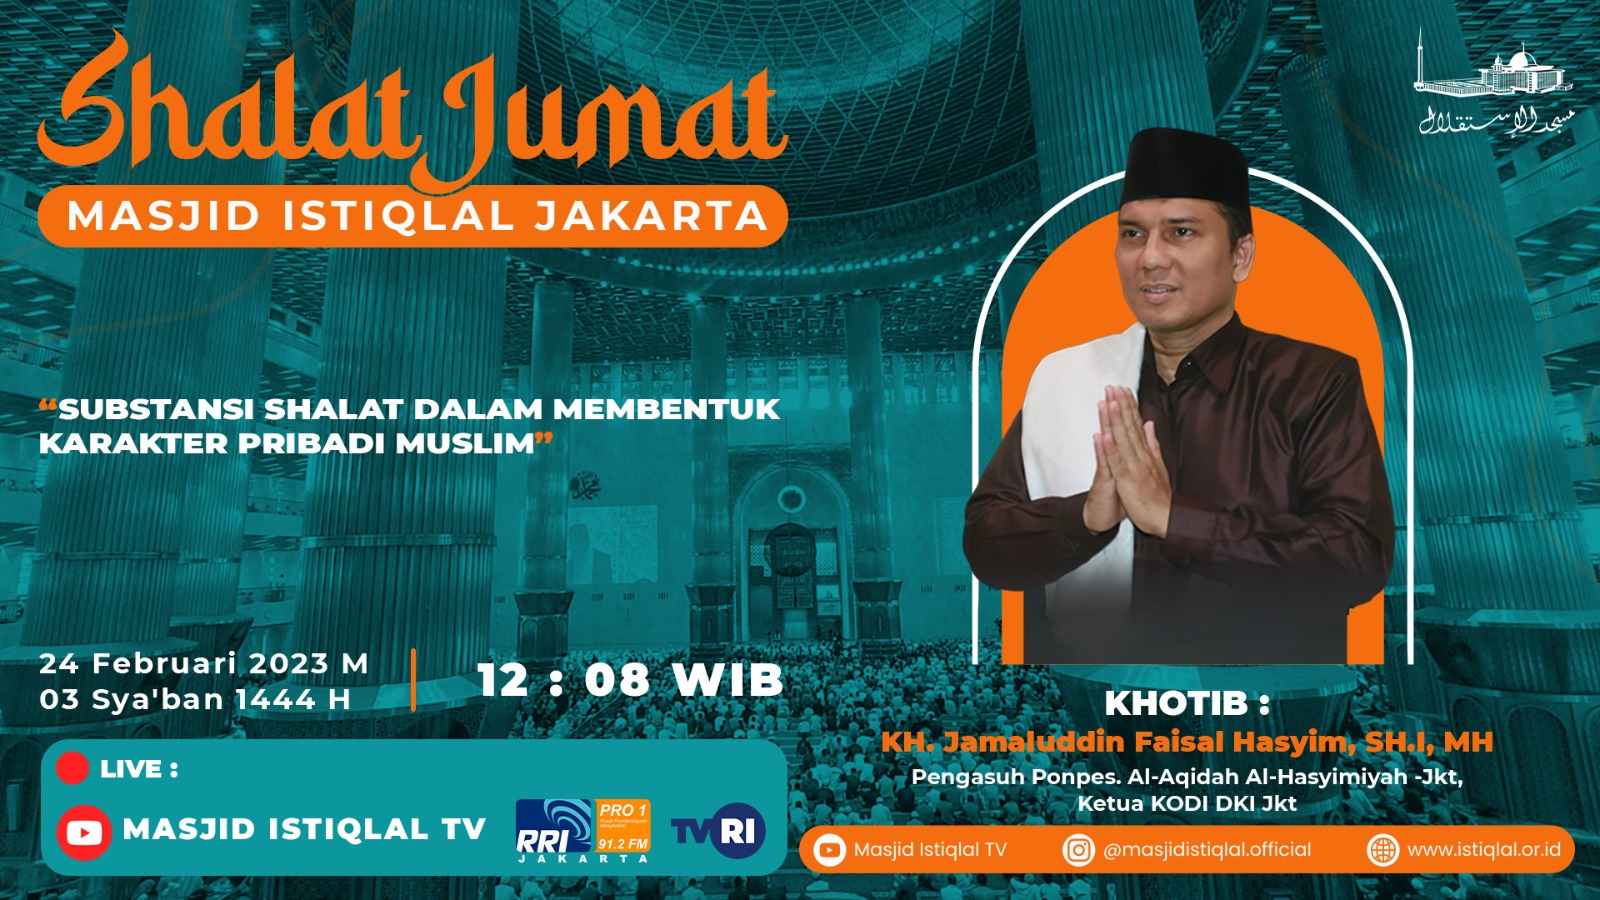 Shalat Jumat
MASJID ISTIQLAL JAKARTA
مسجد الإستقلال
“SUBSTANSI SHALAT DALAM MEMBENTUK
KARAKTER PRIBADI MUSLIM”
24 Februari 2023 M
03 Sya'ban 1444 H
12 : 08 WIB
LIVE :
MASJID ISTIQLAL TV
RRI
JAKARTA
PRO 1
Pusat Pemberdayaan
Masyarakat
91.2 FM
TVRI
KHOTIB :
KH. Jamaluddin Faisal Hasyim, SH.I, MH
Pengasuh Ponpes. Al-Aqidah Al-Hasyimiyah -Jkt,
Ketua KODI DKI Jkt
Masjid Istiqlal TV
@masjidistiqlal.official
www.istiqlal.or.id